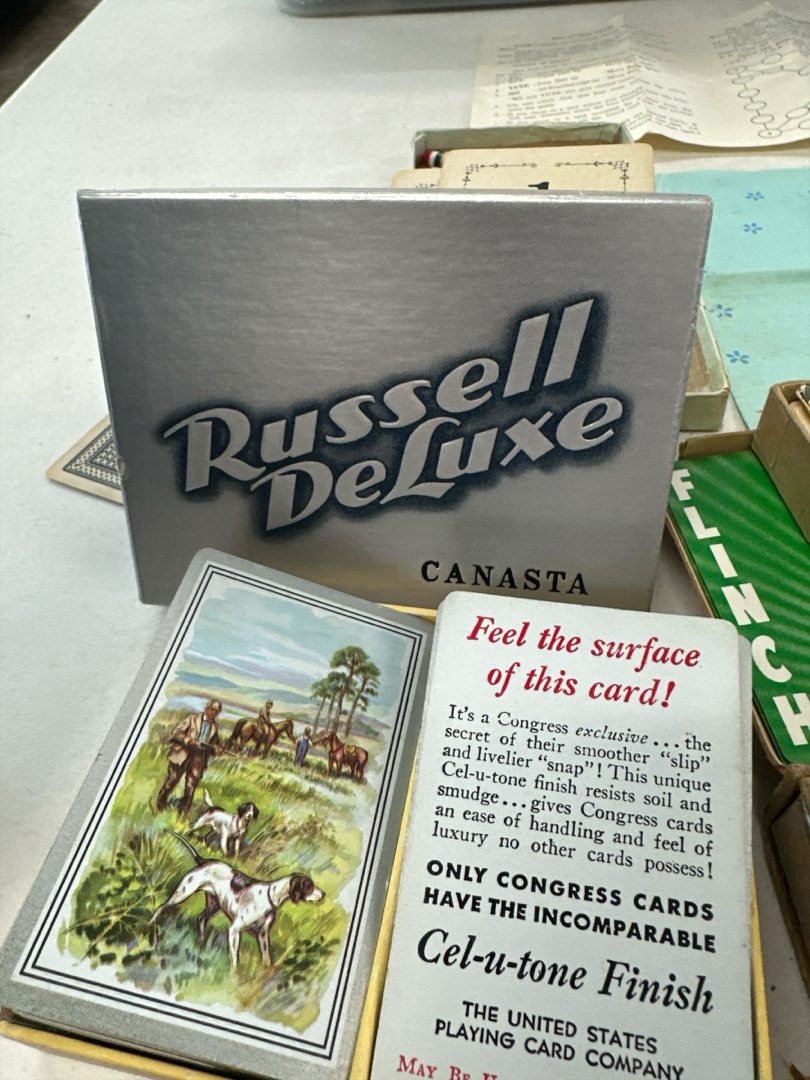 Russell
DeLuxe
CANASTA
Feel the surface
of this card!
It's a Congress exclusive...the
secret of their smoother "slip"
and livelier "snap"! This unique
Cel-u-tone finish resists soil and
smudge...gives Congress cards
an ease of handling and feel of
luxury no other cards possess!
ONLY CONGRESS CARDS
HAVE THE INCOMPARABLE
Cel-u-tone Finish
THE UNITED STATES
PLAYING CARD COMPANY
MAY BE
FLINCH